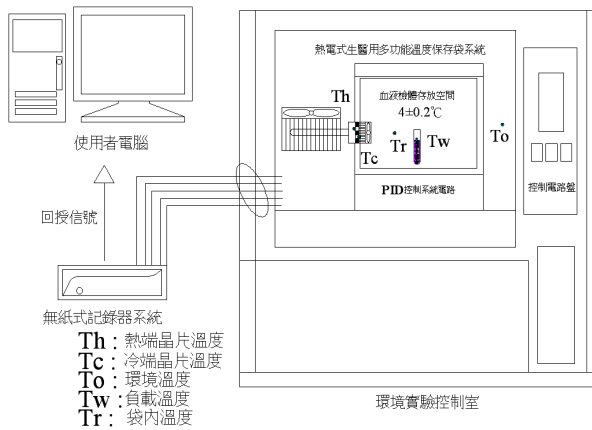 熱電式生醫用多功能溫度保存袋系統
Th
血液檢體存放空間
4±0.2℃
Tr
Tw
To
Tc
使用者電腦
PID控制系統電路
控制電路盤
回授信號
無紙式記錄器系統
Th：熱端晶片溫度
Tc：冷端晶片溫度
To：環境溫度
Tw：負載溫度
Tr：袋內溫度
環境實驗控制室